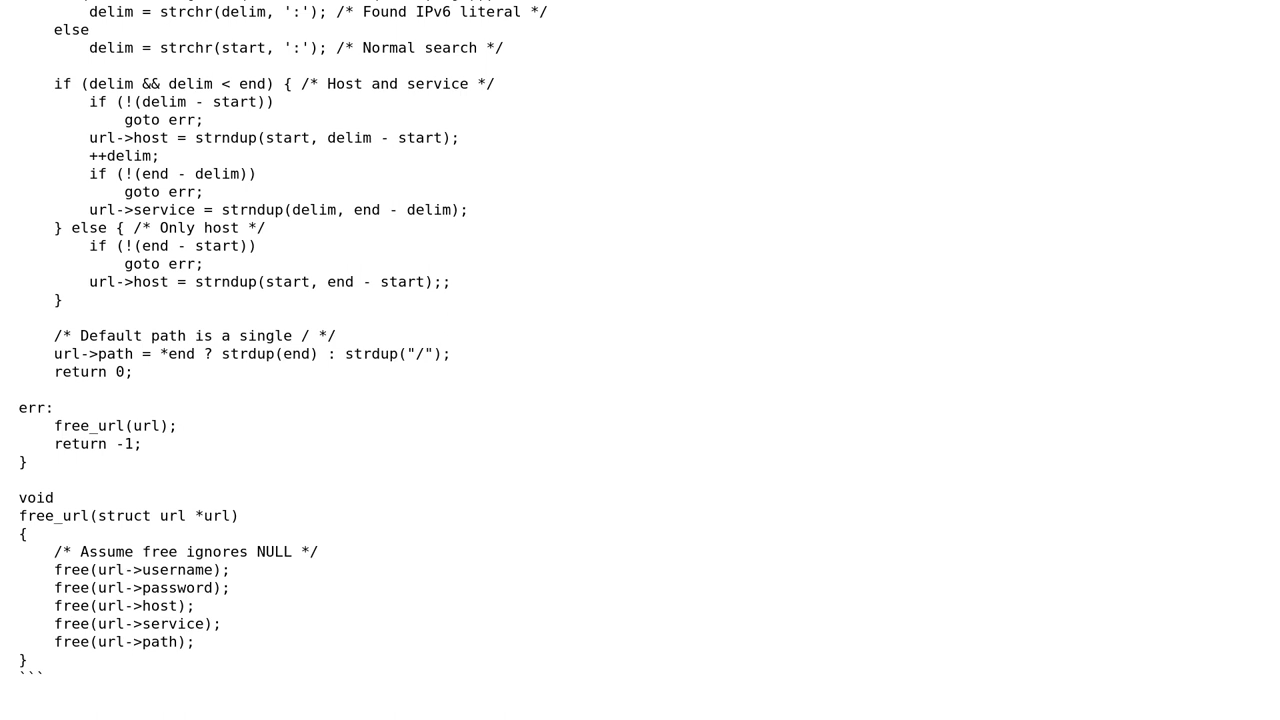 delim = strchr(delim, ':'); /* Found IPv6 literal */
    else
        delim = strchr(start, ':'); /* Normal search */

    if (delim && delim < end) { /* Host and service */
        if (!(delim - start))
            goto err;
        url->host = strndup(start, delim - start);
        ++delim;
        if (!(end - delim))
            goto err;
        url->service = strndup(delim, end - delim);
    } else { /* Only host */
        if (!(end - start))
            goto err;
        url->host = strndup(start, end - start);;
    }

    /* Default path is a single / */
    url->path = *end ? strdup(end) : strdup("/");
    return 0;

err:
    free_url(url);
    return -1;
}

void
free_url(struct url *url)
{
    /* Assume free ignores NULL */
    free(url->username);
    free(url->password);
    free(url->host);
    free(url->service);
    free(url->path);
}
```